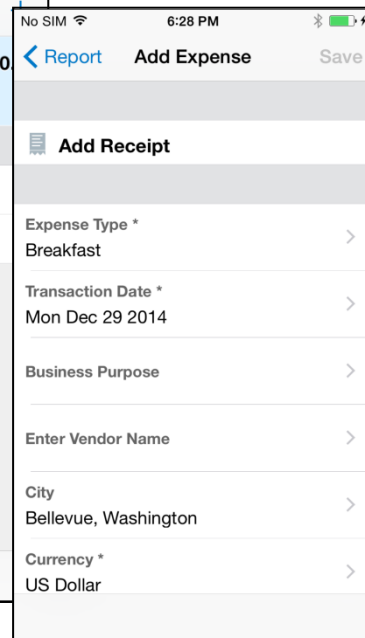 No SIM 6:28 PM
0.
Report Add Expense Save
Add Receipt
Expense Type *
Breakfast
Transaction Date *
Mon Dec 29 2014
Business Purpose
Enter Vendor Name
City
Bellevue, Washington
Currency *
US Dollar